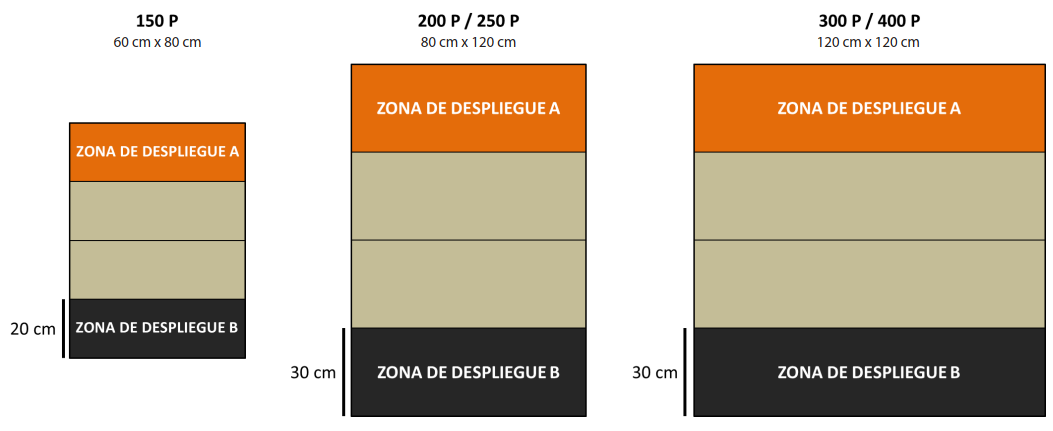 150 P
60 cm x 80 cm
ZONA DE DESPLIEGUE A
20 cm
ZONA DE DESPLIEGUE B
200 P / 250 P
80 cm x 120 cm
ZONA DE DESPLIEGUE A
30 cm
ZONA DE DESPLIEGUE B
300 P / 400 P
120 cm x 120 cm
ZONA DE DESPLIEGUE A
30 cm
ZONA DE DESPLIEGUE B